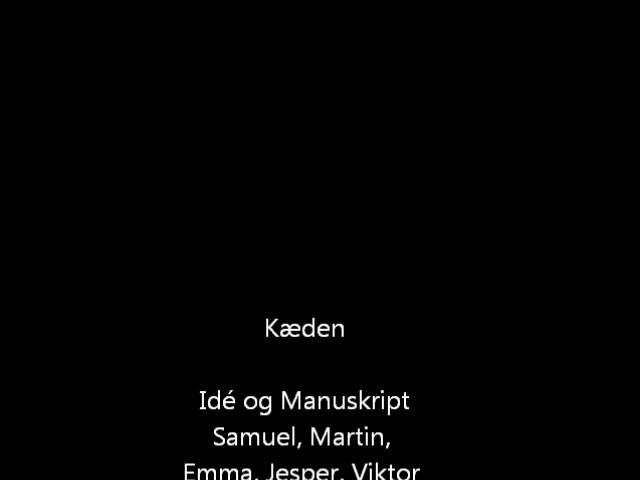 Kæden
Idé og Manuskript
Samuel, Martin,
Emma, Jesper, Viktor